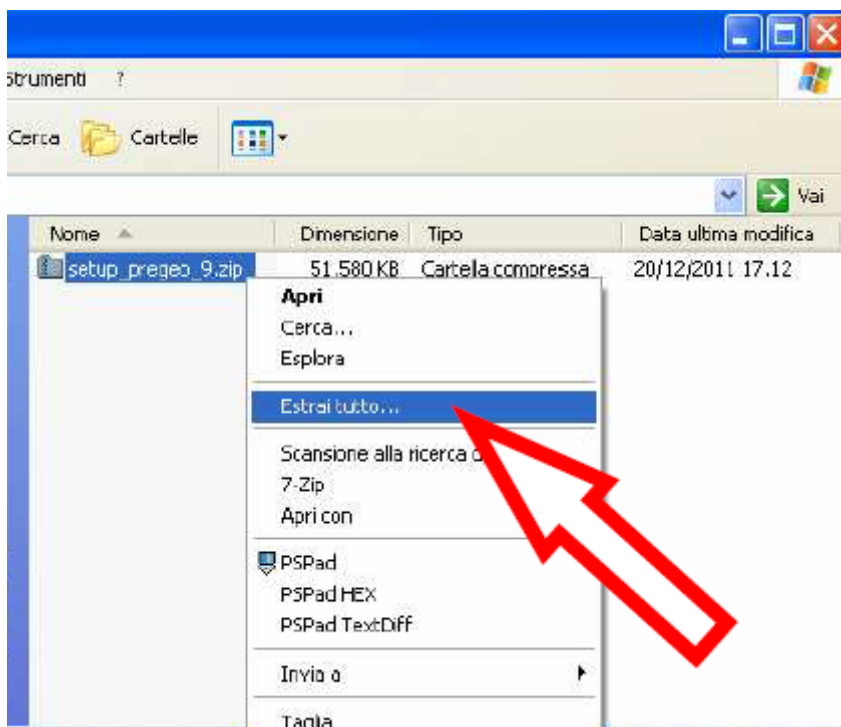 Strumenti ?
Cerca Cartelle
Vai
Nome Dimensione Tipo Data ultima modifica
setup_pregeo_9.zip 51.580 KB Cartella compressa 20/12/2011 17.12
Apri
Cerca...
Esplora
Estrai tutto...
Scansione alla ricerca
7-Zip
Apri con
PSPad
PSPad HEX
PSPad TextDiff
Invia a
Taglia